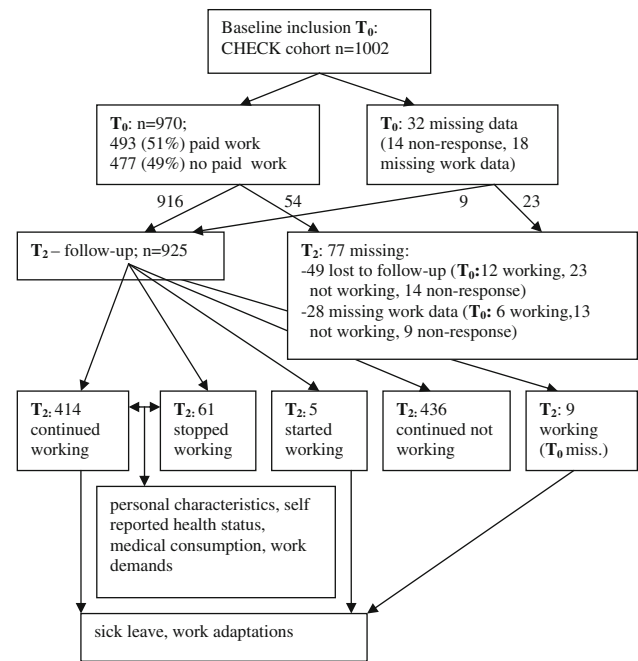 Baseline inclusion T₀:
CHECK cohort n=1002
T₀: n=970;
493 (51%) paid work
477 (49%) no paid work
T₀: 32 missing data
(14 non-response, 18
missing work data)
916
54
9
23
T₂ – follow-up; n=925
T₂: 77 missing:
-49 lost to follow-up (T₀:12 working, 23
not working, 14 non-response)
-28 missing work data (T₀: 6 working,13
not working, 9 non-response)
T₂: 414
continued
working
T₂: 61
stopped
working
T₂: 5
started
working
T₂: 436
continued not
working
T₂: 9
working
(T₀ miss.)
personal characteristics, self
reported health status,
medical consumption, work
demands
sick leave, work adaptations